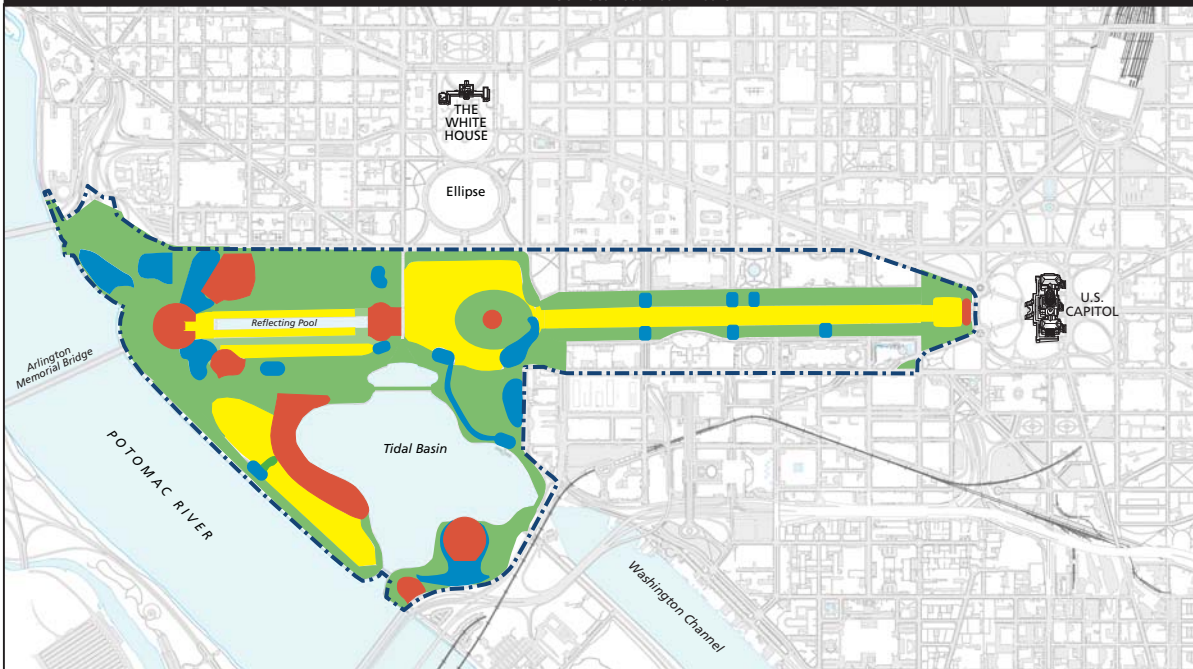 THE
WHITE
HOUSE
Ellipse
U.S.
CAPITOL
Reflecting Pool
Arlington
Memorial Bridge
Tidal Basin
POTOMAC RIVER
Washington Channel